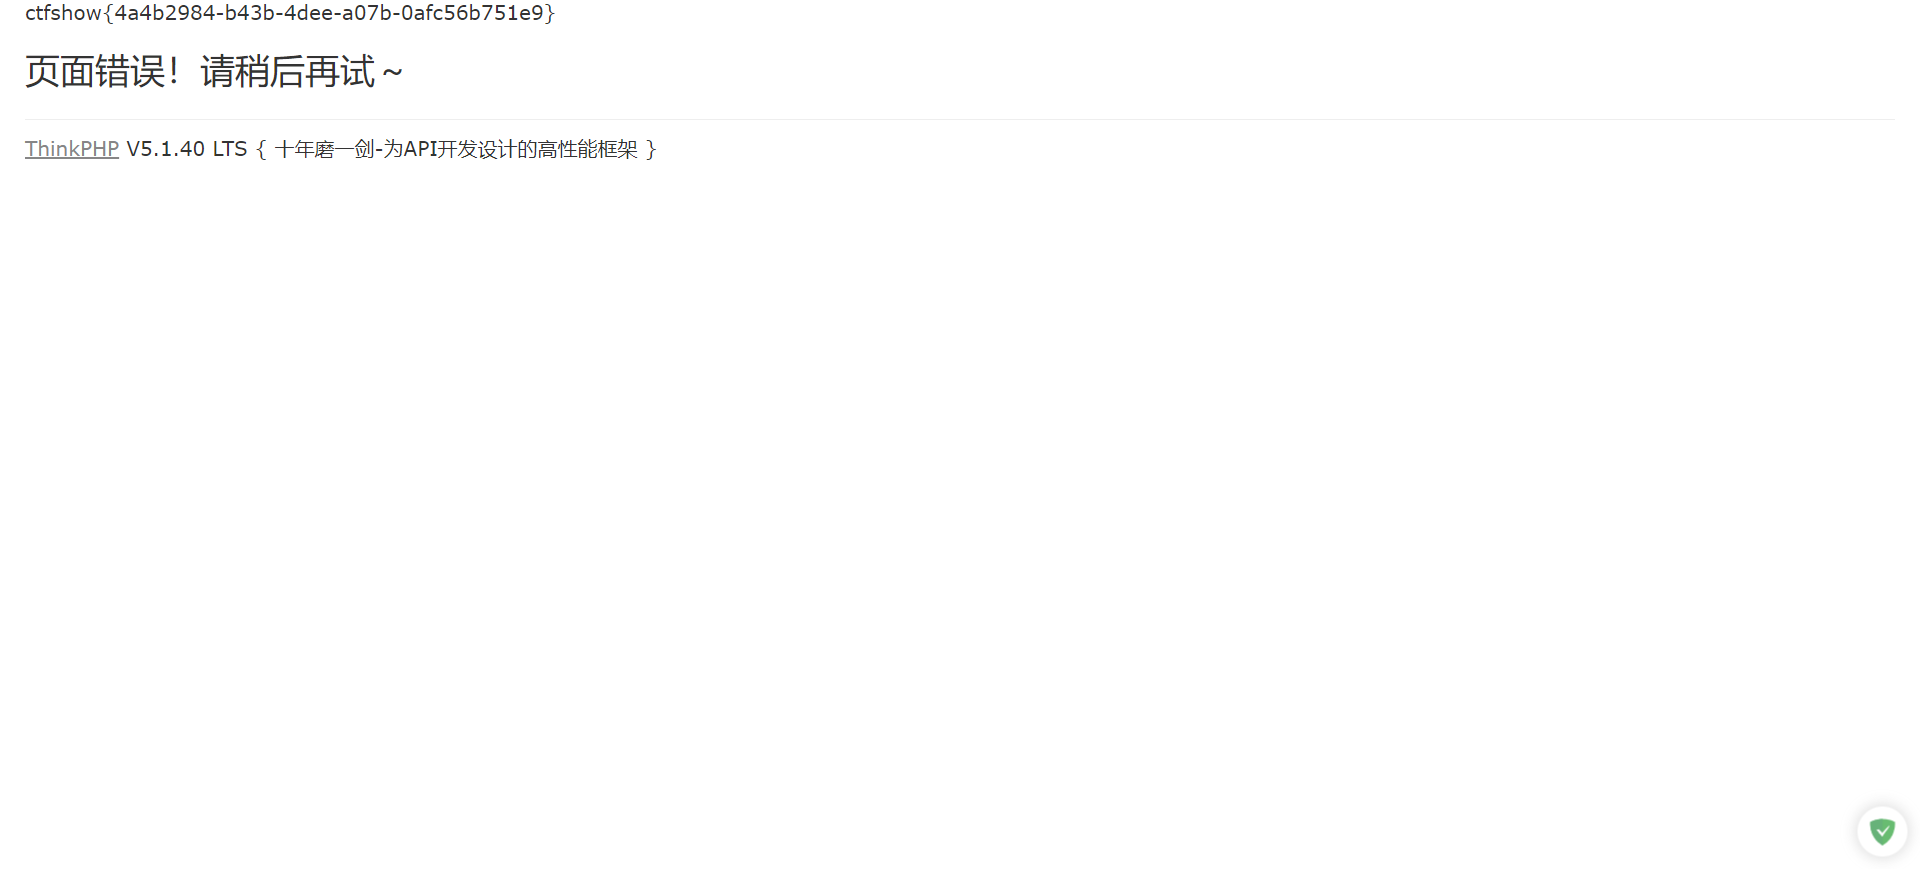 ctfshow{4a4b2984-b43b-4dee-a07b-0afc56b751e9}
页面错误！请稍后再试～
ThinkPHP V5.1.40 LTS { 十年磨一剑-为API开发设计的高性能框架 }